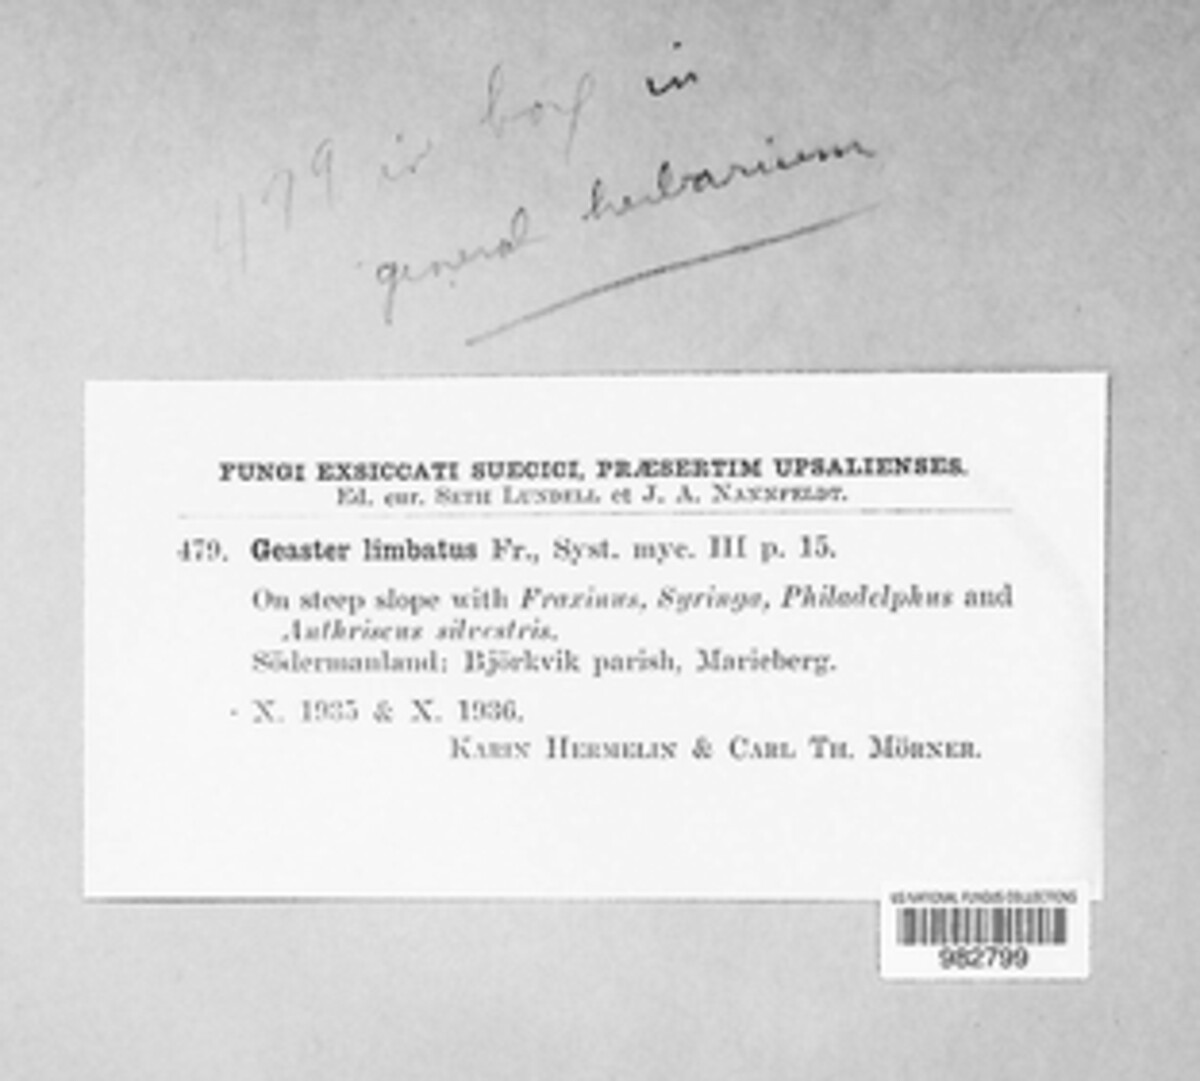 479 in box in
general herbarium
FUNGI EXSICCATI SUECICI, PRÆSERTIM UPSALIENSES.
Ed. cur. Seth Lundell et J. A. Nannfeldt.
479. Geaster limbatus Fr., Syst. myc. III p. 15.
On steep slope with Fraxinus, Syringa, Philadelphus and
Anthriscus silvestris.
Södermanland: Björkvik parish, Marieberg.
X. 1935 & X. 1936.
Karin Hermelin & Carl Th. Mörner.
US NATIONAL FUNGUS COLLECTIONS
982799